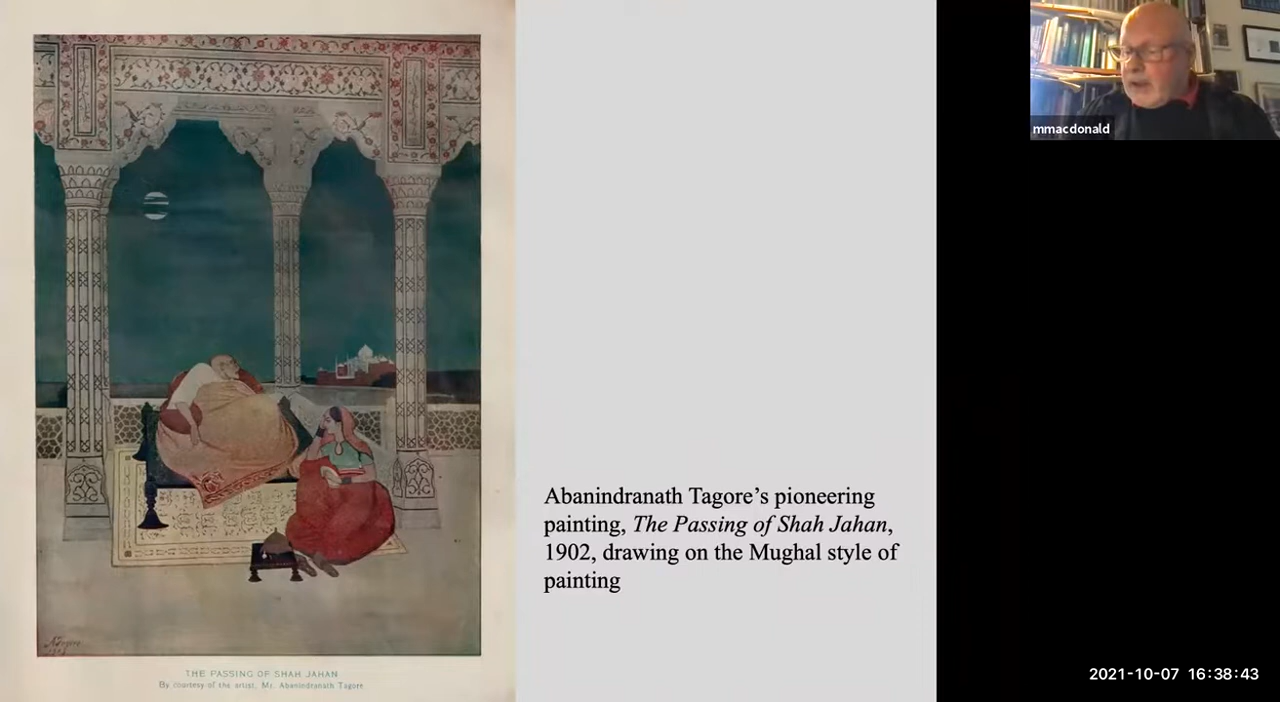 mmacdonald
Abanindranath Tagore’s pioneering
painting, The Passing of Shah Jahan,
1902, drawing on the Mughal style of
painting
THE PASSING OF SHAH JAHAN
By courtesy of the artist, Mr. Abanindranath Tagore
2021-10-07 16:38:43